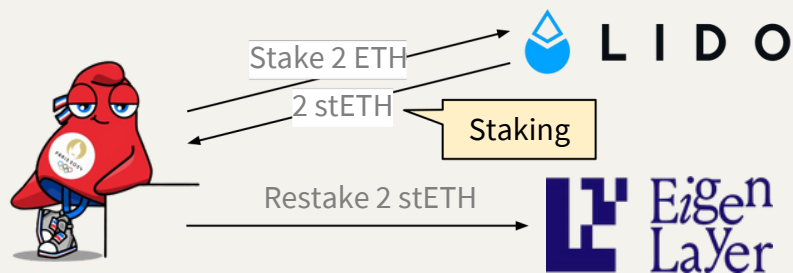 Stake 2 ETH
LIDO
2 stETH
Staking
PARIS 2024
Restake 2 stETH
Eigen
Layer